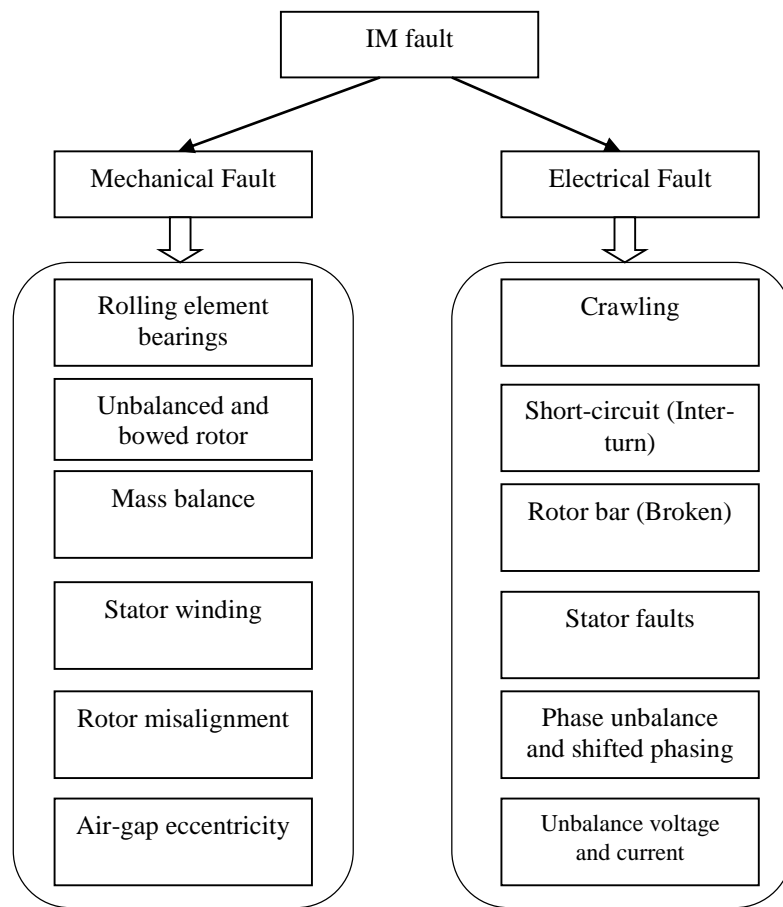 IM fault
Mechanical Fault
Electrical Fault
Rolling element
bearings
Unbalanced and
bowed rotor
Mass balance
Stator winding
Rotor misalignment
Air-gap eccentricity
Crawling
Short-circuit (Inter-
turn)
Rotor bar (Broken)
Stator faults
Phase unbalance
and shifted phasing
Unbalance voltage
and current